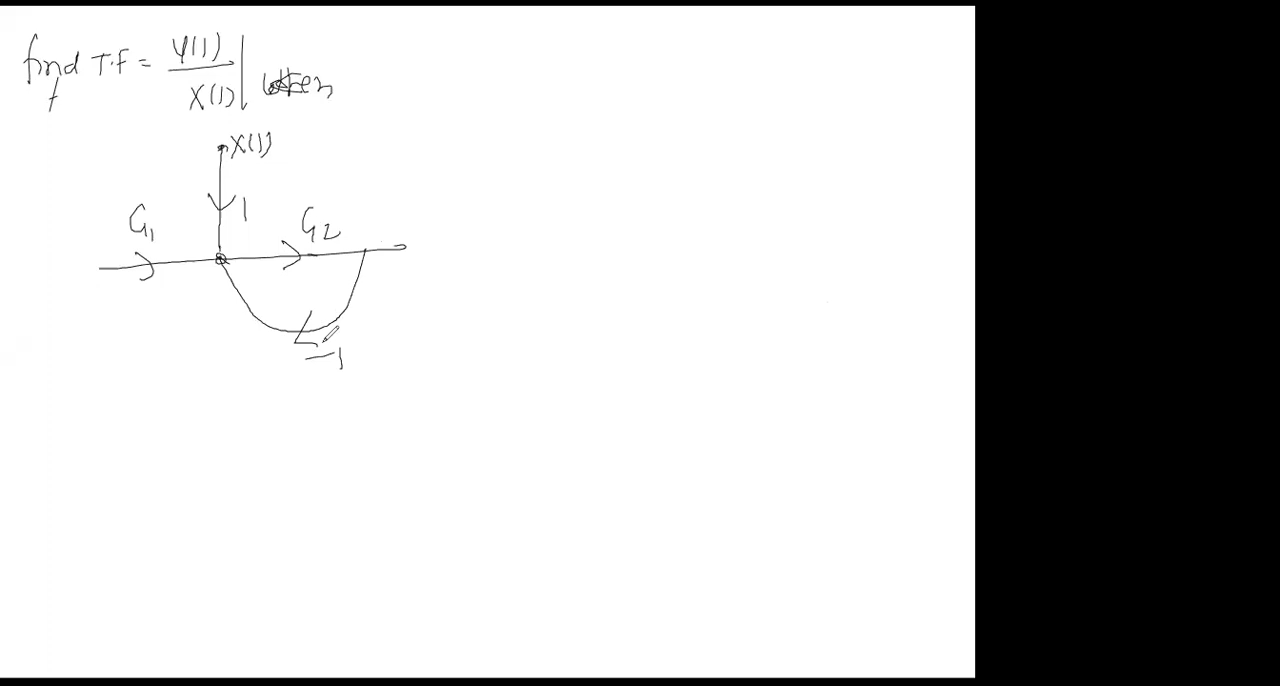 find T.F = Y(1)
X(1)
X(1)
1
G1
G2
-1